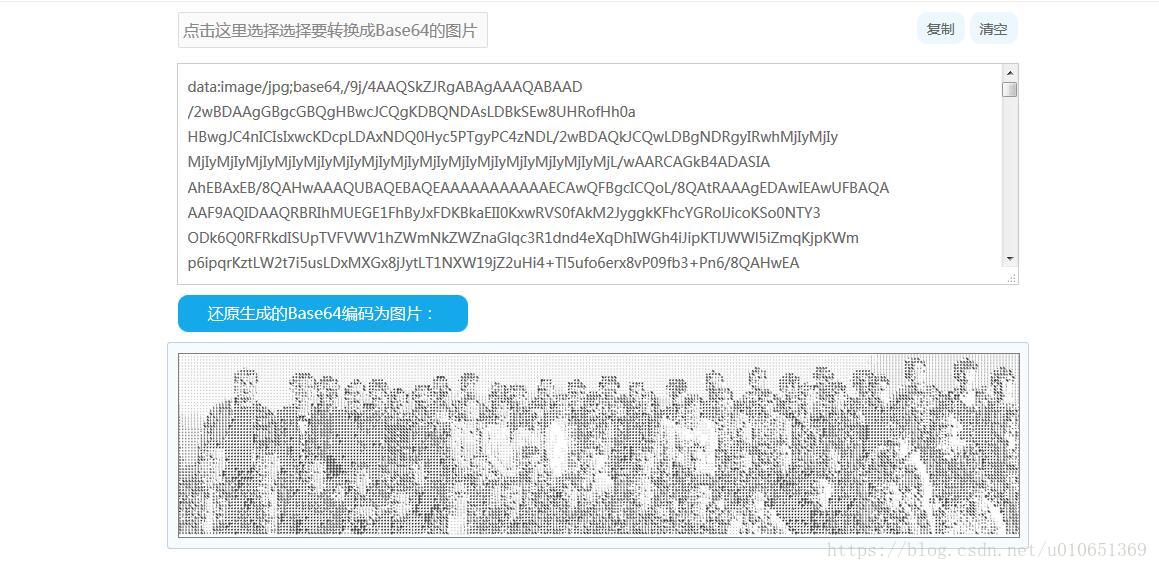 点击这里选择选择要转换成Base64的图片
复制
清空
data:image/jpg;base64,/9j/4AAQSkZJRgABAgAAAQABAAD
/2wBDAAgGBgcGBQgHBwcJCQgKDBQNDAsLDBkSEw8UHRofHh0a
HBwgJC4nICIsIxwcKDcpLDAxNDQ0Hyc5PTgyPC4zNDL/2wBDAQkJCQwLDBgNDRgyIRwhMjIyMjIy
MjIyMjIyMjIyMjIyMjIyMjIyMjIyMjIyMjIyMjIyMjIyMjIyMjIyMjIyMjL/wAARCAGkB4ADASIA
AhEBAxEB/8QAHwAAAQUBAQEBAQEAAAAAAAAAAAECAwQFBgcICQoL/8QAtRAAAgEDAwIEAwUFBAQA
AAF9AQIDAAQRBRIhMUEGE1FhByJxFDKBkaEII0KxwRVS0fAkM2JyggkKFhcYGRolJicoKSo0NTY3
ODk6Q0RFRkdISUpTVFVWV1hZWmNkZWZnaGlqc3R1dnd4eXqDhIWGh4iJipKTlJWWl5iZmqKjpKWm
p6ipqrKztLW2t7i5usLDxMXGx8jJytLT1NXW19jZ2uHi4+Tl5ufo6erx8vP09fb3+Pn6/8QAHwEA
还原生成的Base64编码为图片：
https://blog.csdn.net/u010651369